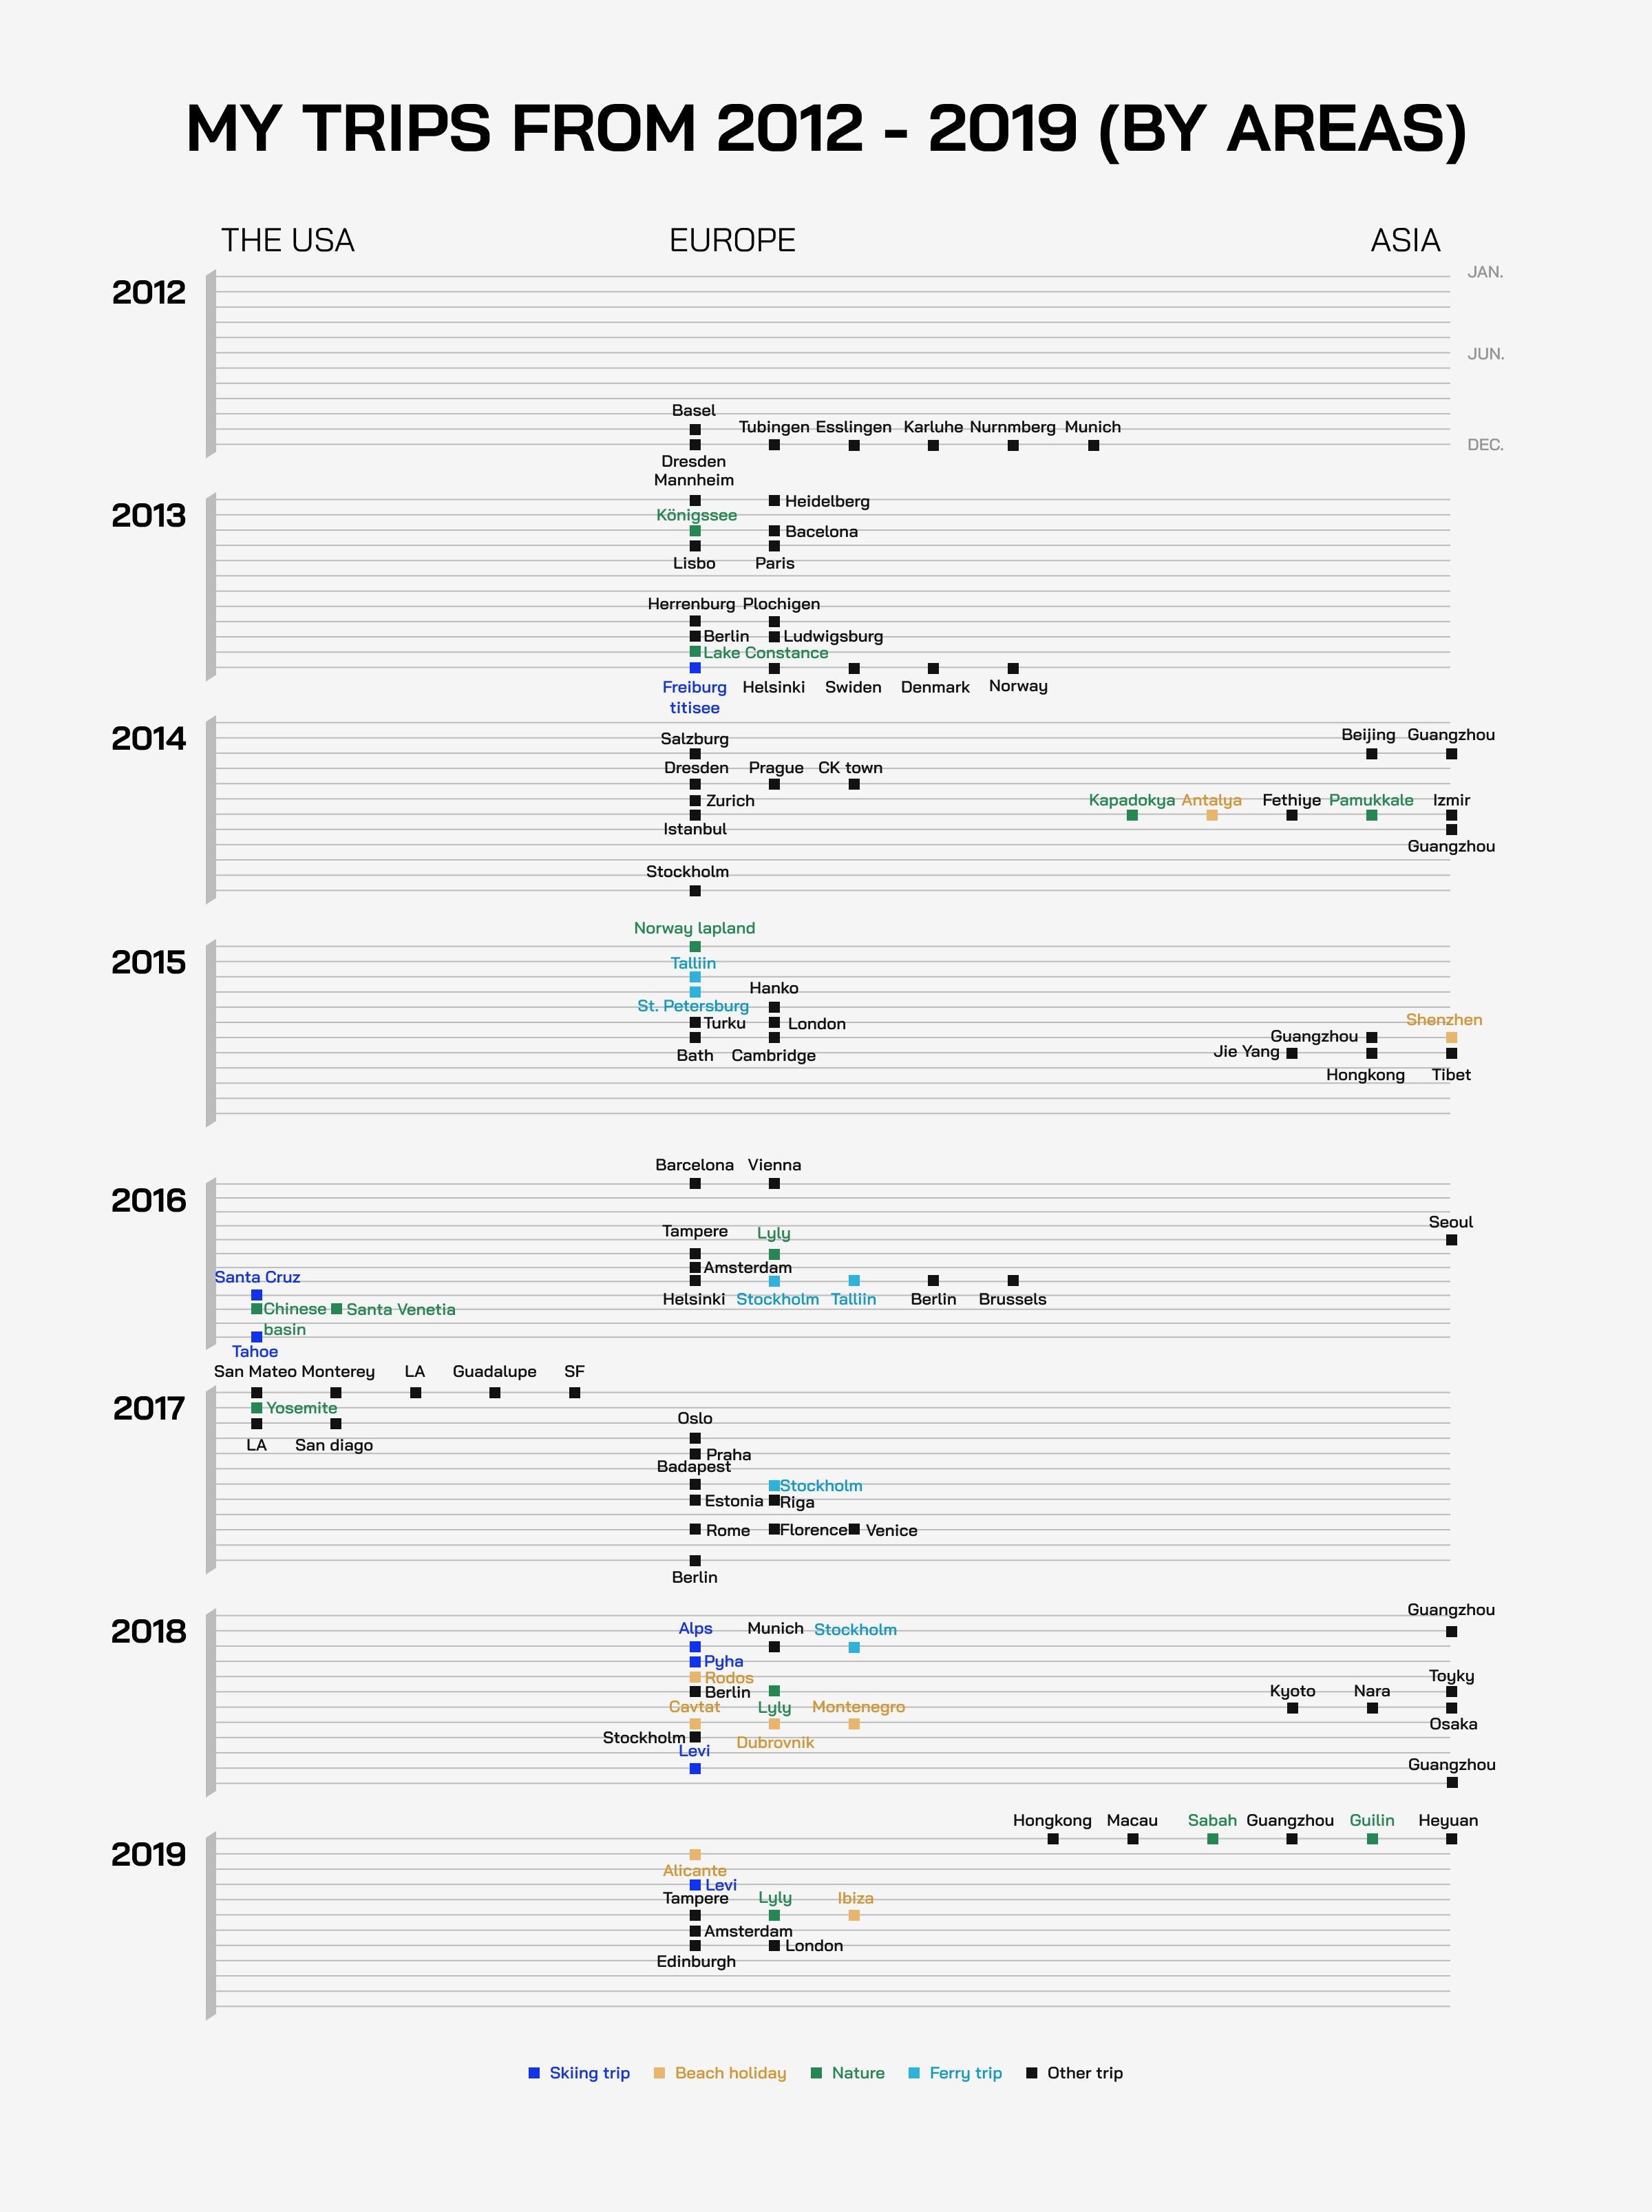 MY TRIPS FROM 2012 - 2019 (BY AREAS)
THE USA
EUROPE
ASIA
2012
JAN.
JUN.
DEC.
Basel
Tubingen Esslingen Karluhe Nurnmberg Munich
Dresden
2013
Mannheim
Heidelberg
Königssee
Bacelona
Lisbo
Paris
Herrenburg
Plochigen
Berlin
Ludwigsburg
Lake Constance
Freiburg
titisee
Helsinki
Swiden
Denmark
Norway
2014
Salzburg
Beijing
Guangzhou
Dresden
Prague
CK town
Zurich
Kapadokya
Antalya
Fethiye
Pamukkale
Izmir
Istanbul
Guangzhou
Stockholm
2015
Norway lapland
Talliin
Hanko
St. Petersburg
Turku
London
Shenzhen
Guangzhou
Bath
Cambridge
Jie Yang
Hongkong
Tibet
2016
Barcelona
Vienna
Seoul
Tampere
Lyly
Amsterdam
Helsinki
Stockholm
Talliin
Berlin
Brussels
Santa Cruz
Chinese
basin
Santa Venetia
Tahoe
2017
San Mateo
Monterey
LA
Guadalupe
SF
Yosemite
LA
San diago
Oslo
Praha
Badapest
Stockholm
Estonia
Riga
Rome
Florence
Venice
Berlin
2018
Guangzhou
Alps
Munich
Stockholm
Pyha
Rodos
Berlin
Lyly
Toyky
Kyoto
Nara
Osaka
Cavtat
Dubrovnik
Montenegro
Stockholm
Levi
Guangzhou
2019
Hongkong
Macau
Sabah
Guangzhou
Guilin
Heyuan
Alicante
Levi
Tampere
Lyly
Ibiza
Amsterdam
Edinburgh
London
Skiing trip
Beach holiday
Nature
Ferry trip
Other trip